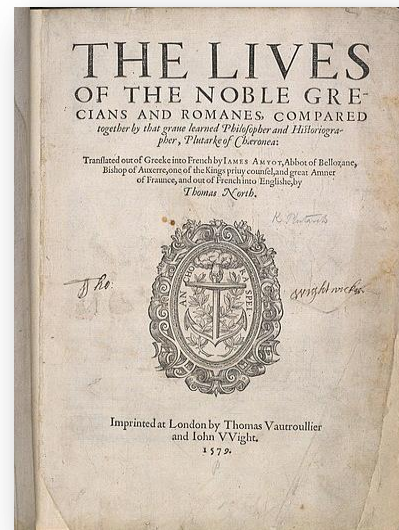 THE LIVES
OF THE NOBLE GRE-
CIANS AND ROMANES, COMPARED
together by that graue learned Philosopher and Historiogra-
pher, Plutarke of Chæronea:
Translated out of Greeke into French by IAMES AMYOT, Abbot of Bellozane,
Bishop of Auxerre, one of the Kings priuy counsel, and great Amner
of Fraunce, and out of French into Englishe, by
Thomas North.
ANCHORA SPEI
Tho:
Wightwicke.
Imprinted at London by Thomas Vautroullier
and Iohn VVight.
1579.